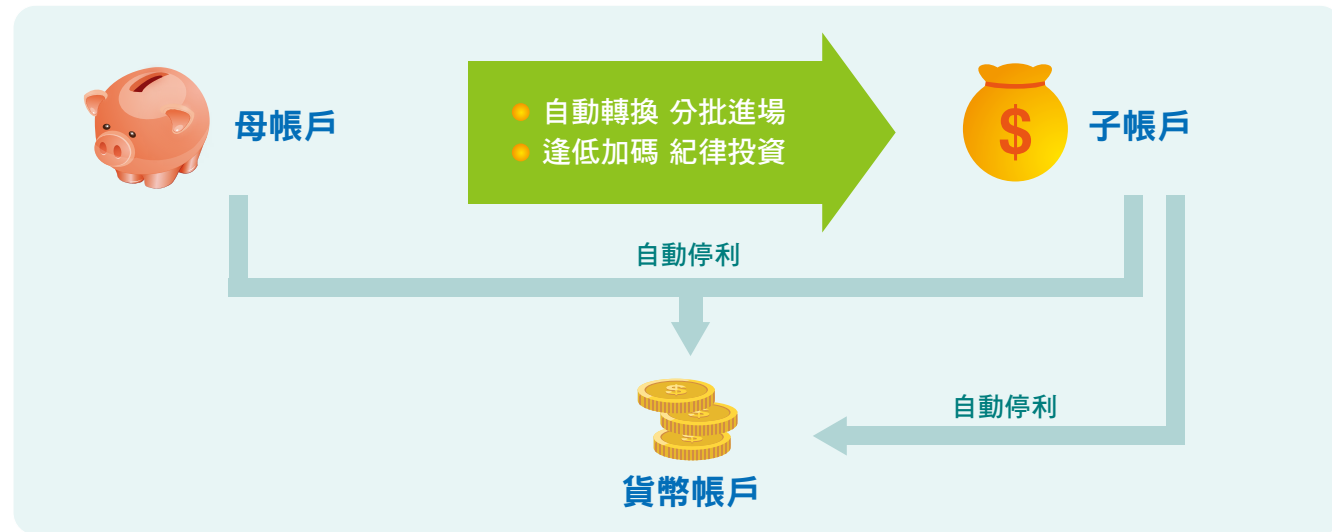 母帳戶
自動轉換 分批進場
逢低加碼 紀律投資
$
子帳戶
自動停利
自動停利
$
$
$
貨幣帳戶